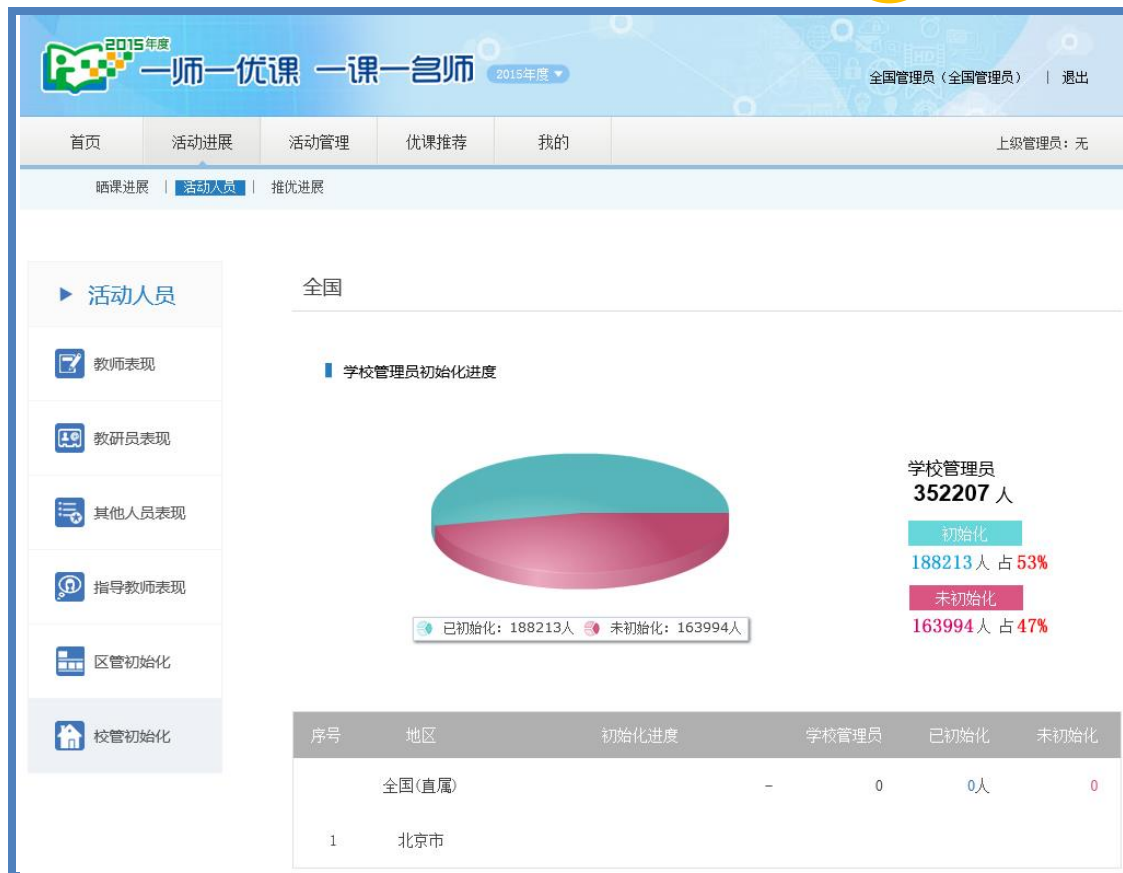 2015年度
一师一优课 一课一名师 2015年度
全国管理员（全国管理员） | 退出
首页 活动进展 活动管理 优课推荐 我的 上级管理员：无
晒课进展 | 活动人员 | 推优进展
活动人员
教师表现
教研员表现
其他人员表现
指导教师表现
区管初始化
校管初始化
全国
学校管理员初始化进度
已初始化：188213人 未初始化：163994人
学校管理员
352207 人
初始化
188213人 占53%
未初始化
163994人 占47%
序号 地区 初始化进度 学校管理员 已初始化 未初始化
全国(直属) - 0 0人 0
1 北京市